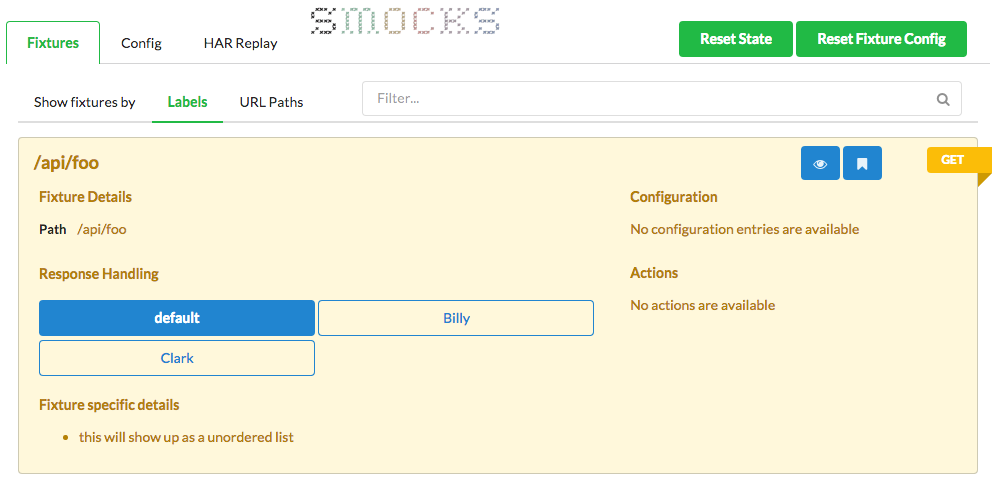 SMOCKS
Fixtures Config HAR Replay Reset State Reset Fixture Config
Show fixtures by Labels URL Paths Filter...
/api/foo GET
Fixture Details Configuration
Path /api/foo No configuration entries are available
Response Handling Actions
default Billy No actions are available
Clark
Fixture specific details
• this will show up as a unordered list